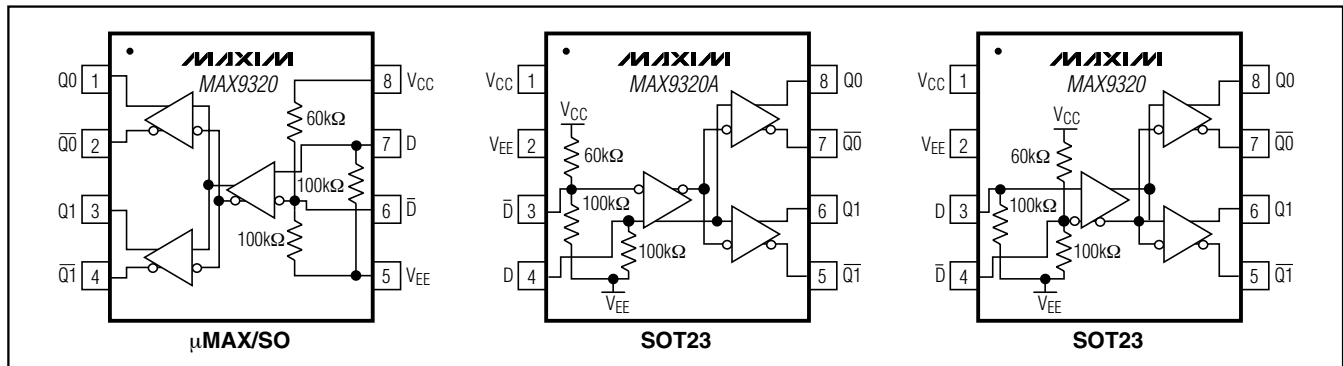 MAXIM
MAX9320
Q0 1
Q0 2
Q1 3
Q1 4
8 VCC
7 D
6 D
5 VEE
60kΩ
100kΩ
100kΩ
µMAX/SO
MAXIM
MAX9320A
VCC 1
VEE 2
D 3
D 4
8 Q0
7 Q0
6 Q1
5 Q1
VCC
60kΩ
100kΩ
100kΩ
VEE
SOT23
MAXIM
MAX9320
VCC 1
VEE 2
D 3
D 4
8 Q0
7 Q0
6 Q1
5 Q1
VCC
60kΩ
100kΩ
100kΩ
VEE
SOT23